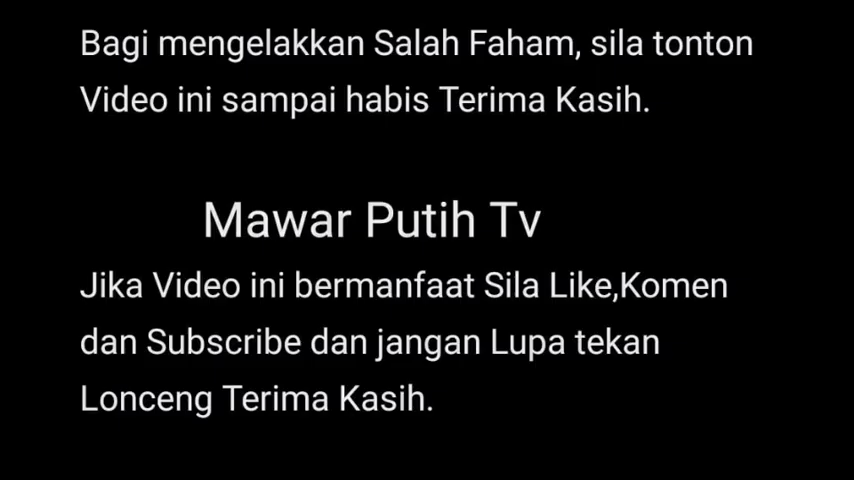 Bagi mengelakkan Salah Faham, sila tonton
Video ini sampai habis Terima Kasih.
Mawar Putih Tv
Jika Video ini bermanfaat Sila Like,Komen
dan Subscribe dan jangan Lupa tekan
Lonceng Terima Kasih.